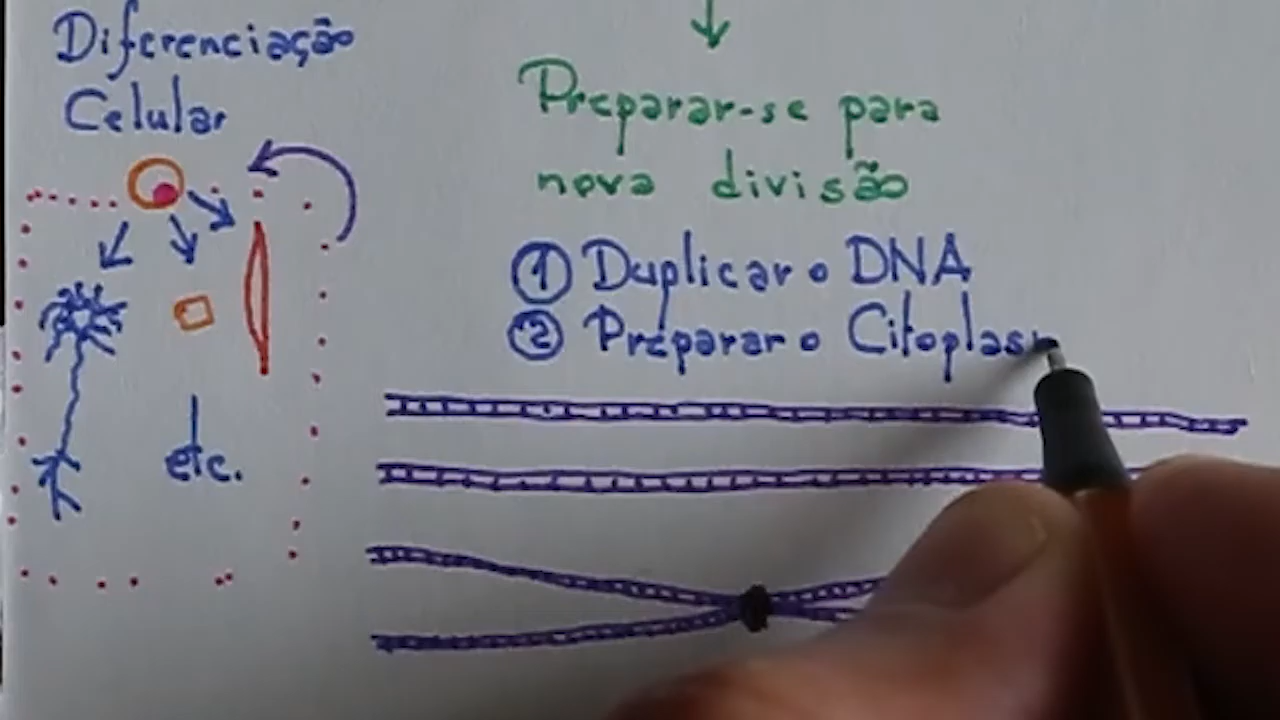 Diferenciação
Celular
etc.
Preparar-se para
nova divisão
① Duplicar o DNA
② Preparar o Citoplas